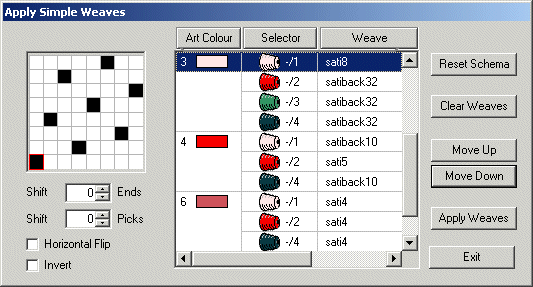 Apply Simple Weaves
Art Colour Selector Weave
3 -/1 sati8
-/2 satiback32
-/3 satiback32
-/4 satiback32
4 -/1 satiback10
-/2 sati5
-/4 satiback10
6 -/1 sati4
-/2 sati4
-/4 sati4
Shift 0 Ends
Shift 0 Picks
Horizontal Flip
Invert
Reset Schema
Clear Weaves
Move Up
Move Down
Apply Weaves
Exit